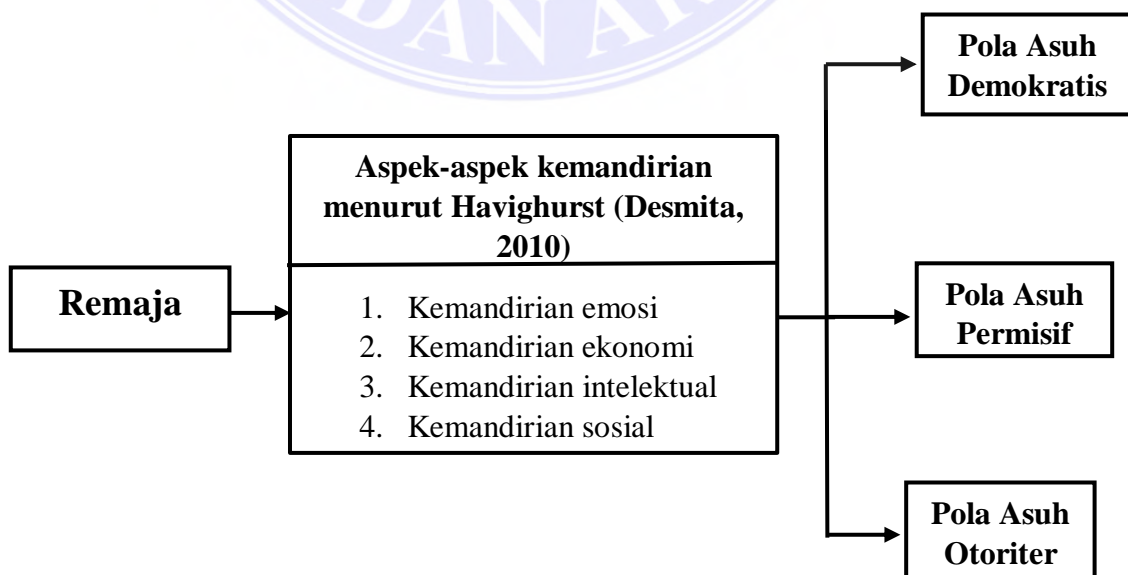 DAN
Pola Asuh
Demokratis
Aspek-aspek kemandirian
menurut Havighurst (Desmita,
2010)
Remaja
1. Kemandirian emosi
2. Kemandirian ekonomi
3. Kemandirian intelektual
4. Kemandirian sosial
Pola Asuh
Permisif
Pola Asuh
Otoriter